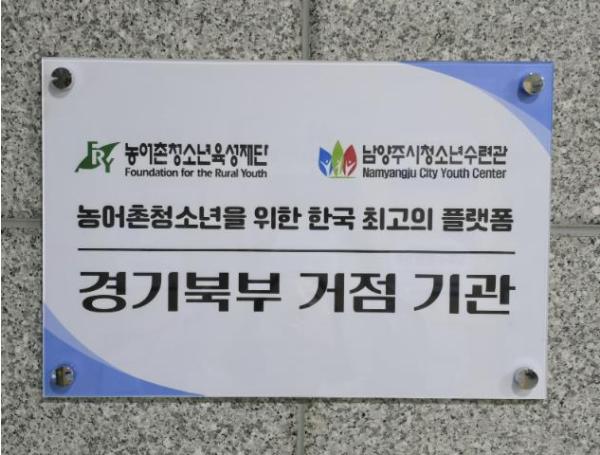 FRY 농어촌청소년육성재단 남양주시청소년수련관
Foundation for the Rural Youth Namyangju City Youth Center
농어촌청소년을 위한 한국 최고의 플랫폼
경기북부 거점 기관